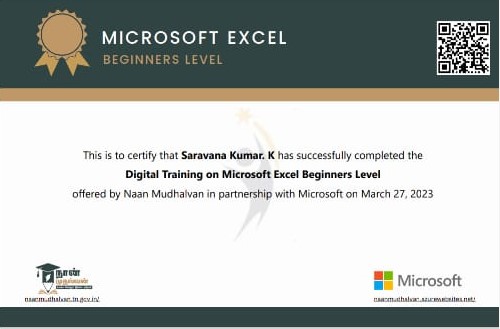 MICROSOFT EXCEL
BEGINNERS LEVEL
This is to certify that Saravana Kumar. K has successfully completed the
Digital Training on Microsoft Excel Beginners Level
offered by Naan Mudhalvan in partnership with Microsoft on March 27, 2023
நான்
முதல்வன்
Microsoft
naanmudhalvan.tn.gov.in/
naanmudhalvan.azurewebsites.net/